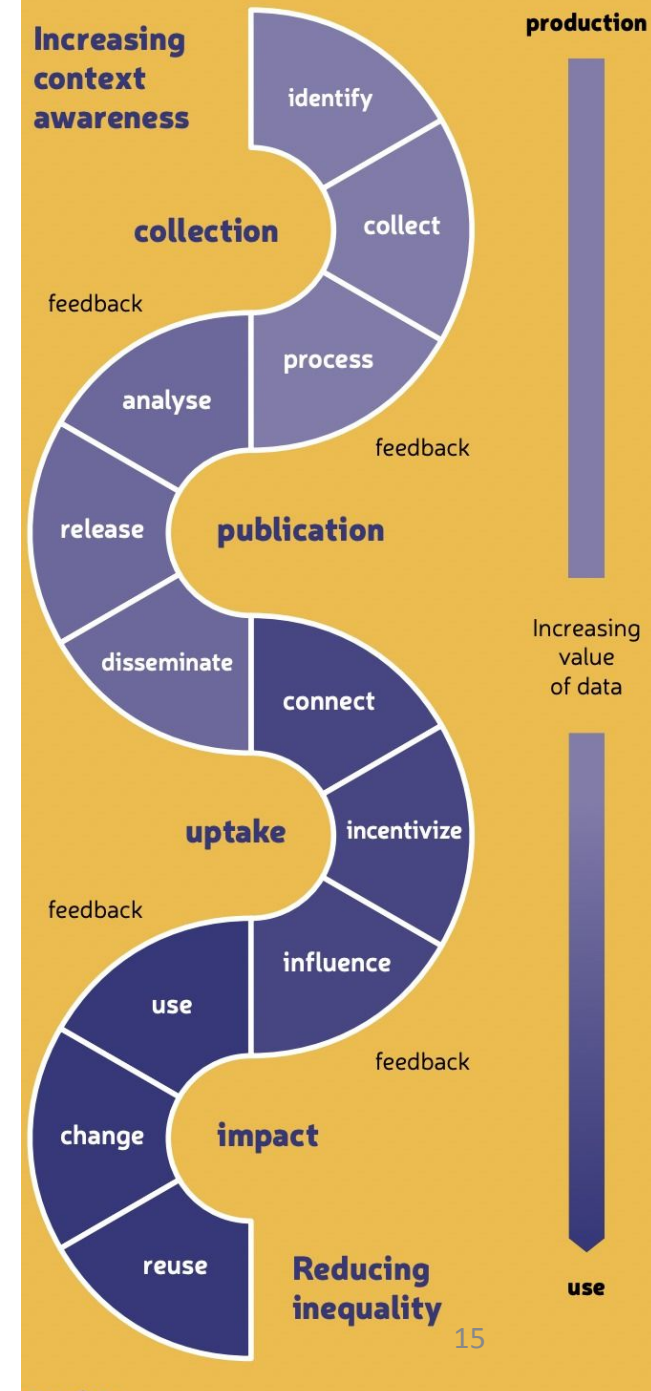 Increasing
context
awareness
production
identify
collection
collect
feedback
process
analyse
feedback
release
publication
Increasing
value
of data
disseminate
connect
uptake
incentivize
feedback
influence
use
feedback
change
impact
reuse
Reducing
inequality
use
15